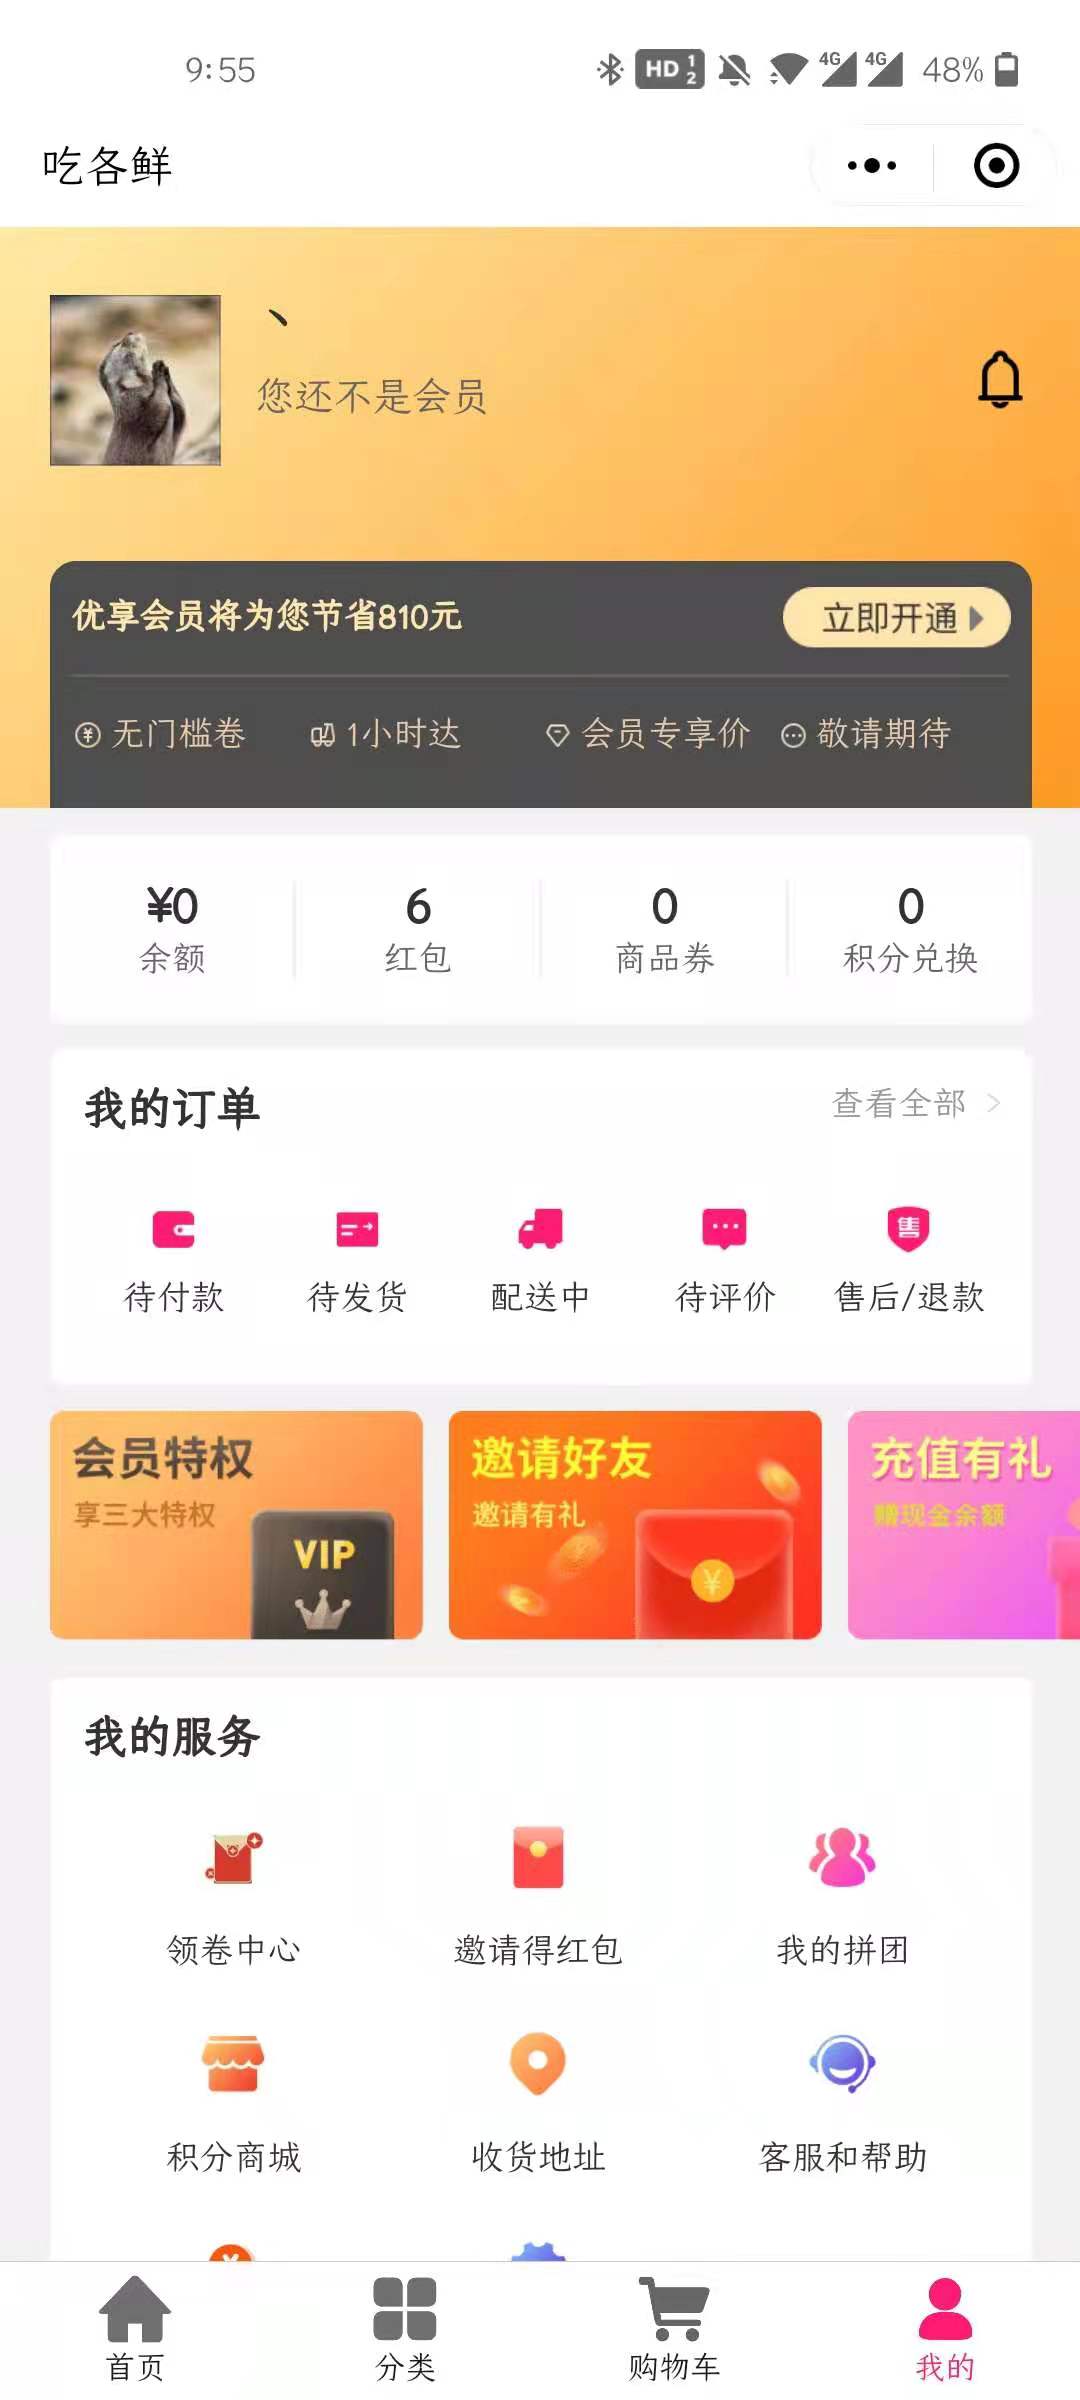 9:55
HD 1 2 4G 4G 48%
吃各鲜
丶
您还不是会员
优享会员将为您节省810元 立即开通
无门槛卷 1小时达 会员专享价 敬请期待
¥0 6 0 0
余额 红包 商品券 积分兑换
我的订单 查看全部 >
售
待付款 待发货 配送中 待评价 售后/退款
会员特权 邀请好友 充值有礼
享三大特权 邀请有礼 赠现金余额
VIP
¥
我的服务
领卷中心 邀请得红包 我的拼团
积分商城 收货地址 客服和帮助
首页 分类 购物车 我的